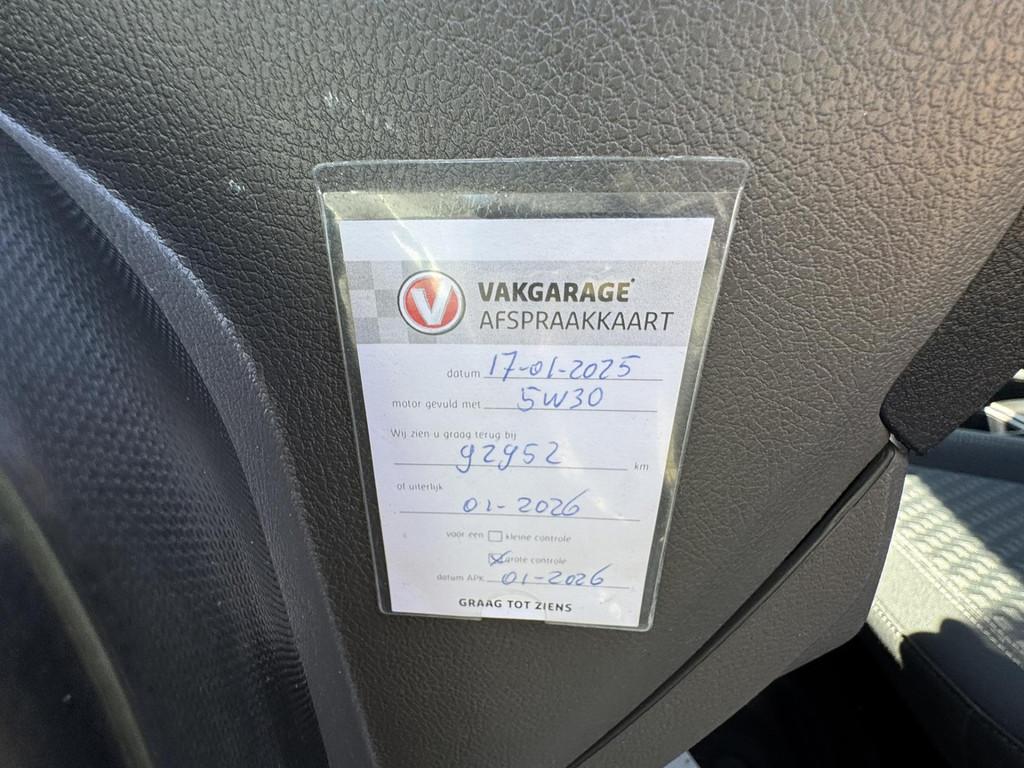 V VAKGARAGE*
AFSPRAAKKAART
datum 17-01-2025
motor gevuld met 5W30
Wij zien u graag terug bij
92952 km
of uiterlijk
01-2026
voor een kleine controle
grote controle
datum APK 01-2026
GRAAG TOT ZIENS